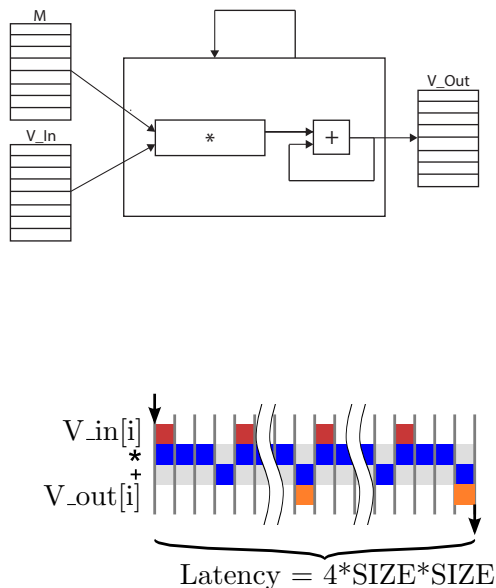 M
V_In
V_Out
*
+
V_in[i]
*
+
V_out[i]
Latency = 4*SIZE*SIZE